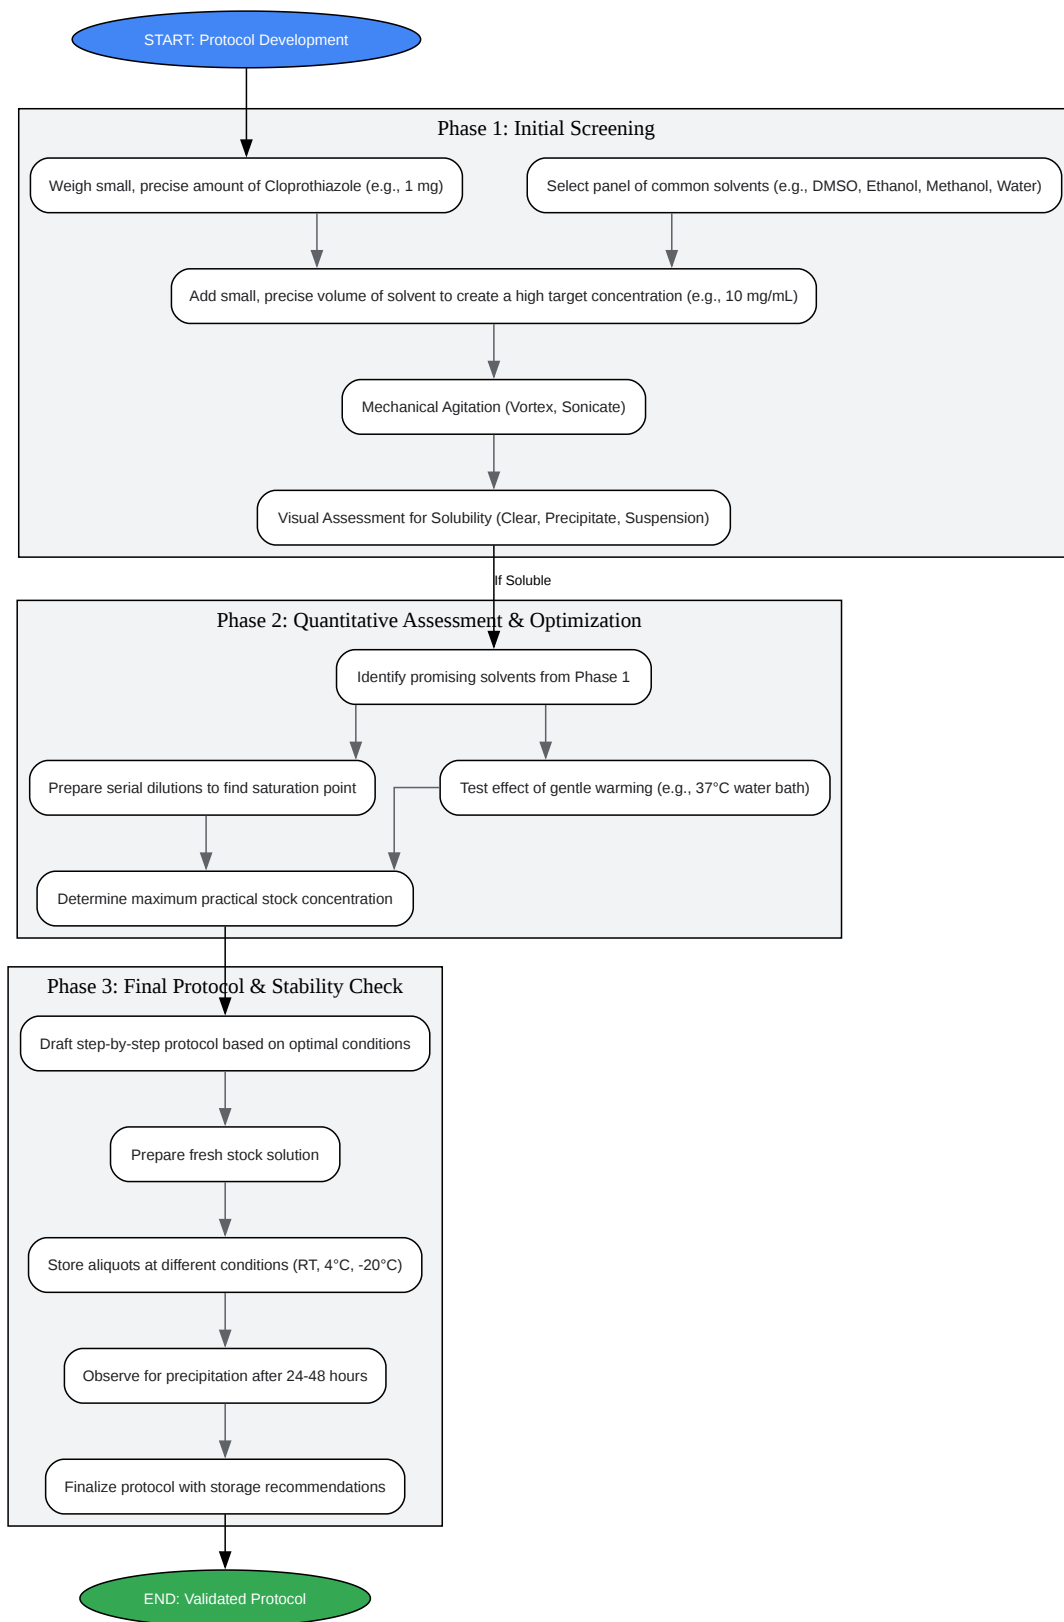 START: Protocol Development
Phase 1: Initial Screening
Weigh small, precise amount of Cloprothiazole (e.g., 1 mg)
Select panel of common solvents (e.g., DMSO, Ethanol, Methanol, Water)
Add small, precise volume of solvent to create a high target concentration (e.g., 10 mg/mL)
Mechanical Agitation (Vortex, Sonicate)
Visual Assessment for Solubility (Clear, Precipitate, Suspension)
If Soluble
Phase 2: Quantitative Assessment & Optimization
Identify promising solvents from Phase 1
Prepare serial dilutions to find saturation point
Test effect of gentle warming (e.g., 37°C water bath)
Determine maximum practical stock concentration
Phase 3: Final Protocol & Stability Check
Draft step-by-step protocol based on optimal conditions
Prepare fresh stock solution
Store aliquots at different conditions (RT, 4°C, -20°C)
Observe for precipitation after 24-48 hours
Finalize protocol with storage recommendations
END: Validated Protocol